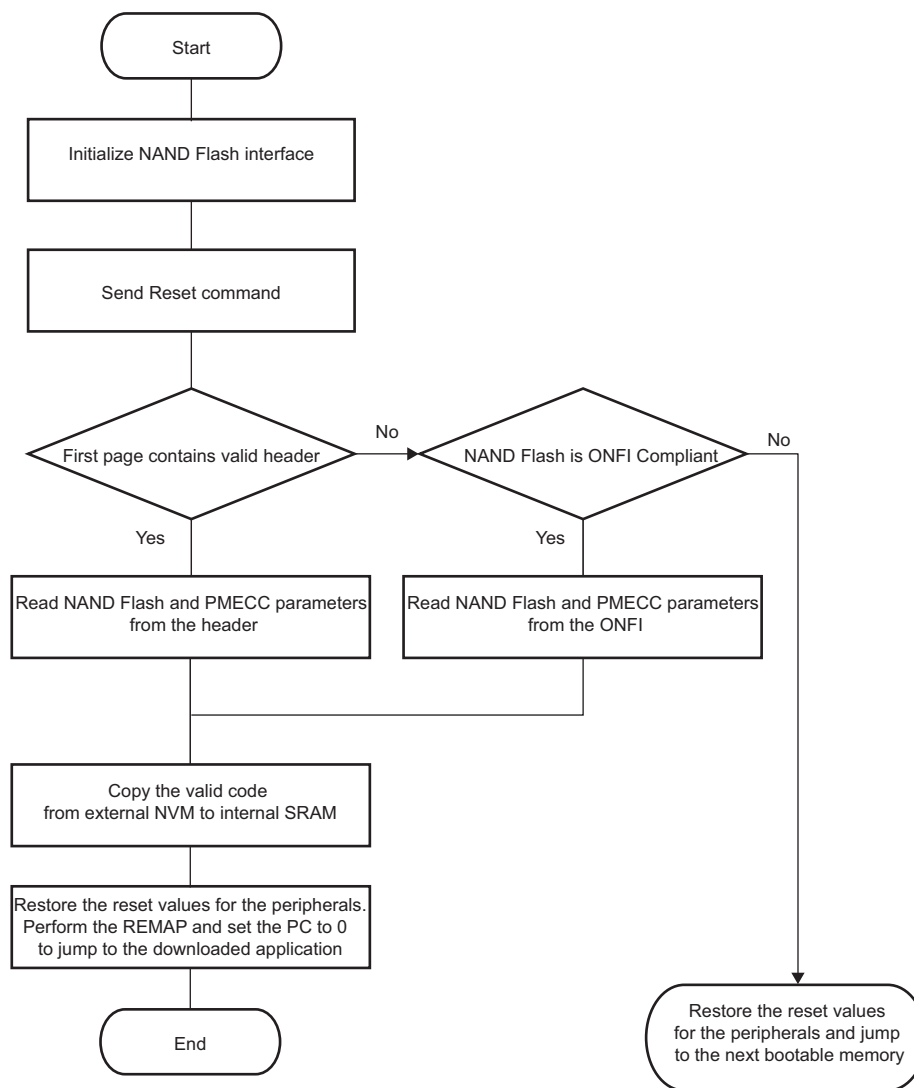 Start
Initialize NAND Flash interface
Send Reset command
First page contains valid header
No
NAND Flash is ONFI Compliant
No
Yes
Yes
Read NAND Flash and PMECC parameters
from the header
Read NAND Flash and PMECC parameters
from the ONFI
Copy the valid code
from external NVM to internal SRAM
Restore the reset values for the peripherals.
Perform the REMAP and set the PC to 0
to jump to the downloaded application
End
Restore the reset values
for the peripherals and jump
to the next bootable memory